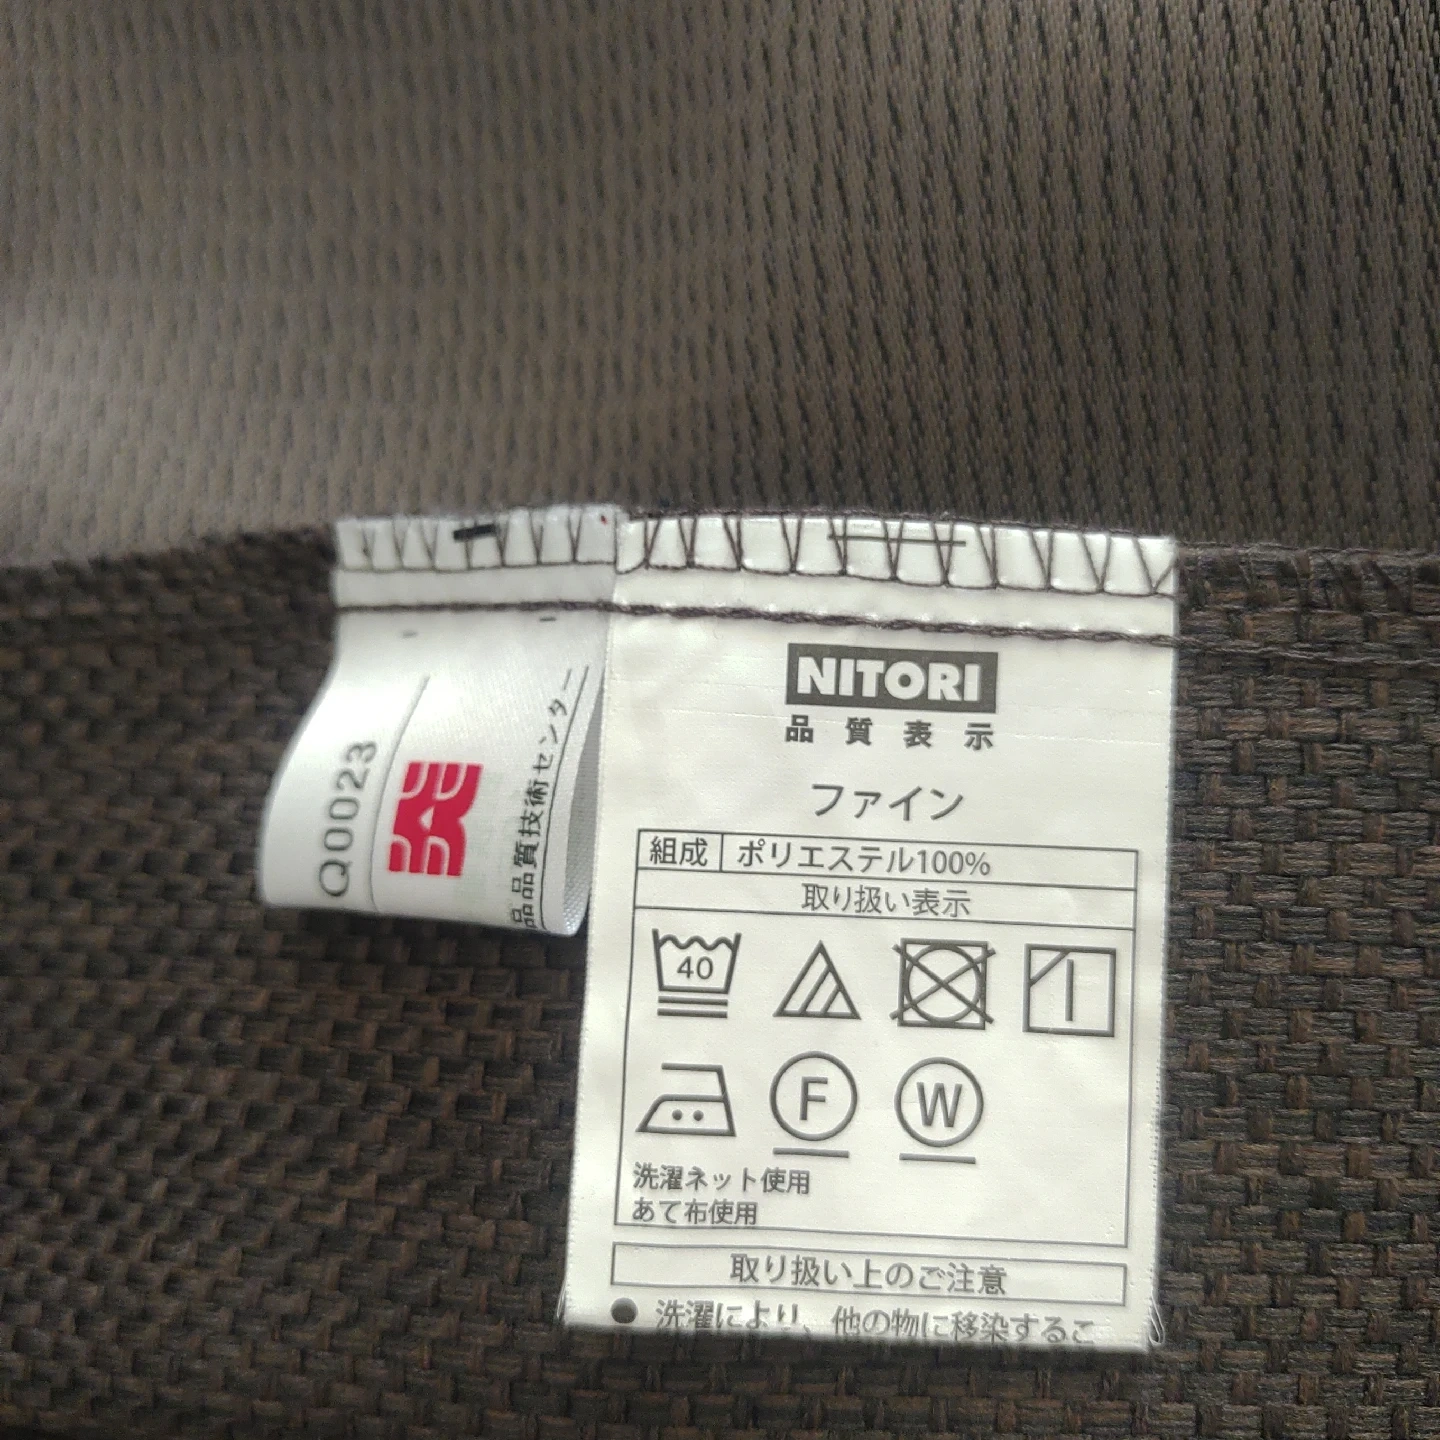 Q0023
品品質技術センター
NITORI
品質表示
ファイン
組成 ポリエステル100%
取り扱い表示
40
F W
洗濯ネット使用
あて布使用
取り扱い上のご注意
● 洗濯により、他の物に移染するこ